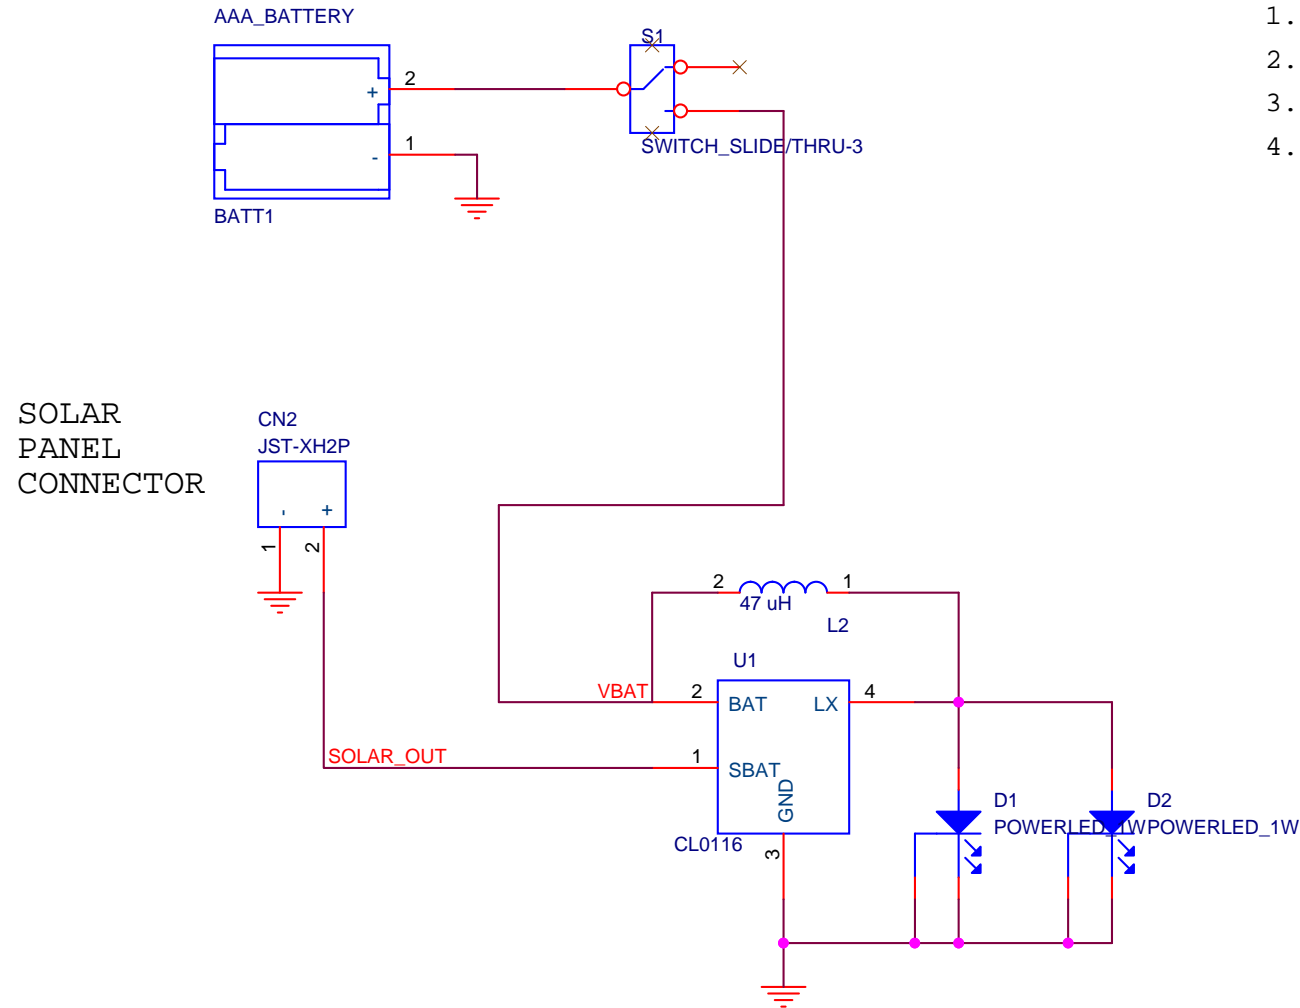 AAA_BATTERY
1.
2.
3.
4.
S1
2
+
1
-
SWITCH_SLIDE/THRU-3
BATT1
SOLAR
PANEL
CONNECTOR
CN2
JST-XH2P
- +
1 2
2 1
47 uH
L2
U1
VBAT 2 BAT LX 4
SOLAR_OUT 1 SBAT
GND
CL0116
3
D1
POWERLED_1W
D2
POWERLED_1W